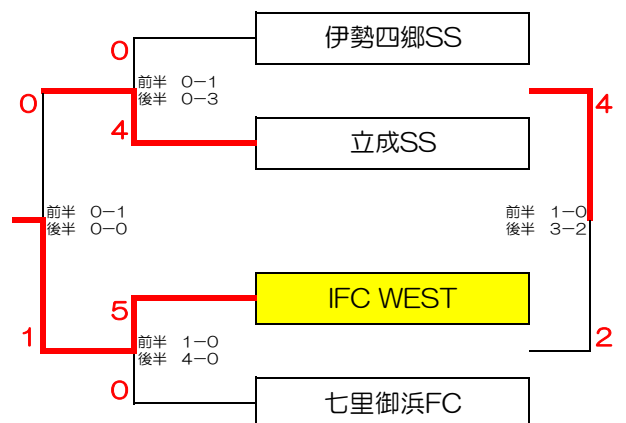 0
伊勢四郷SS
前半 0-1
後半 0-3
0
4
4
立成SS
前半 0-1
後半 0-0
前半 1-0
後半 3-2
5
IFC WEST
1
前半 1-0
後半 4-0
2
0
七里御浜FC